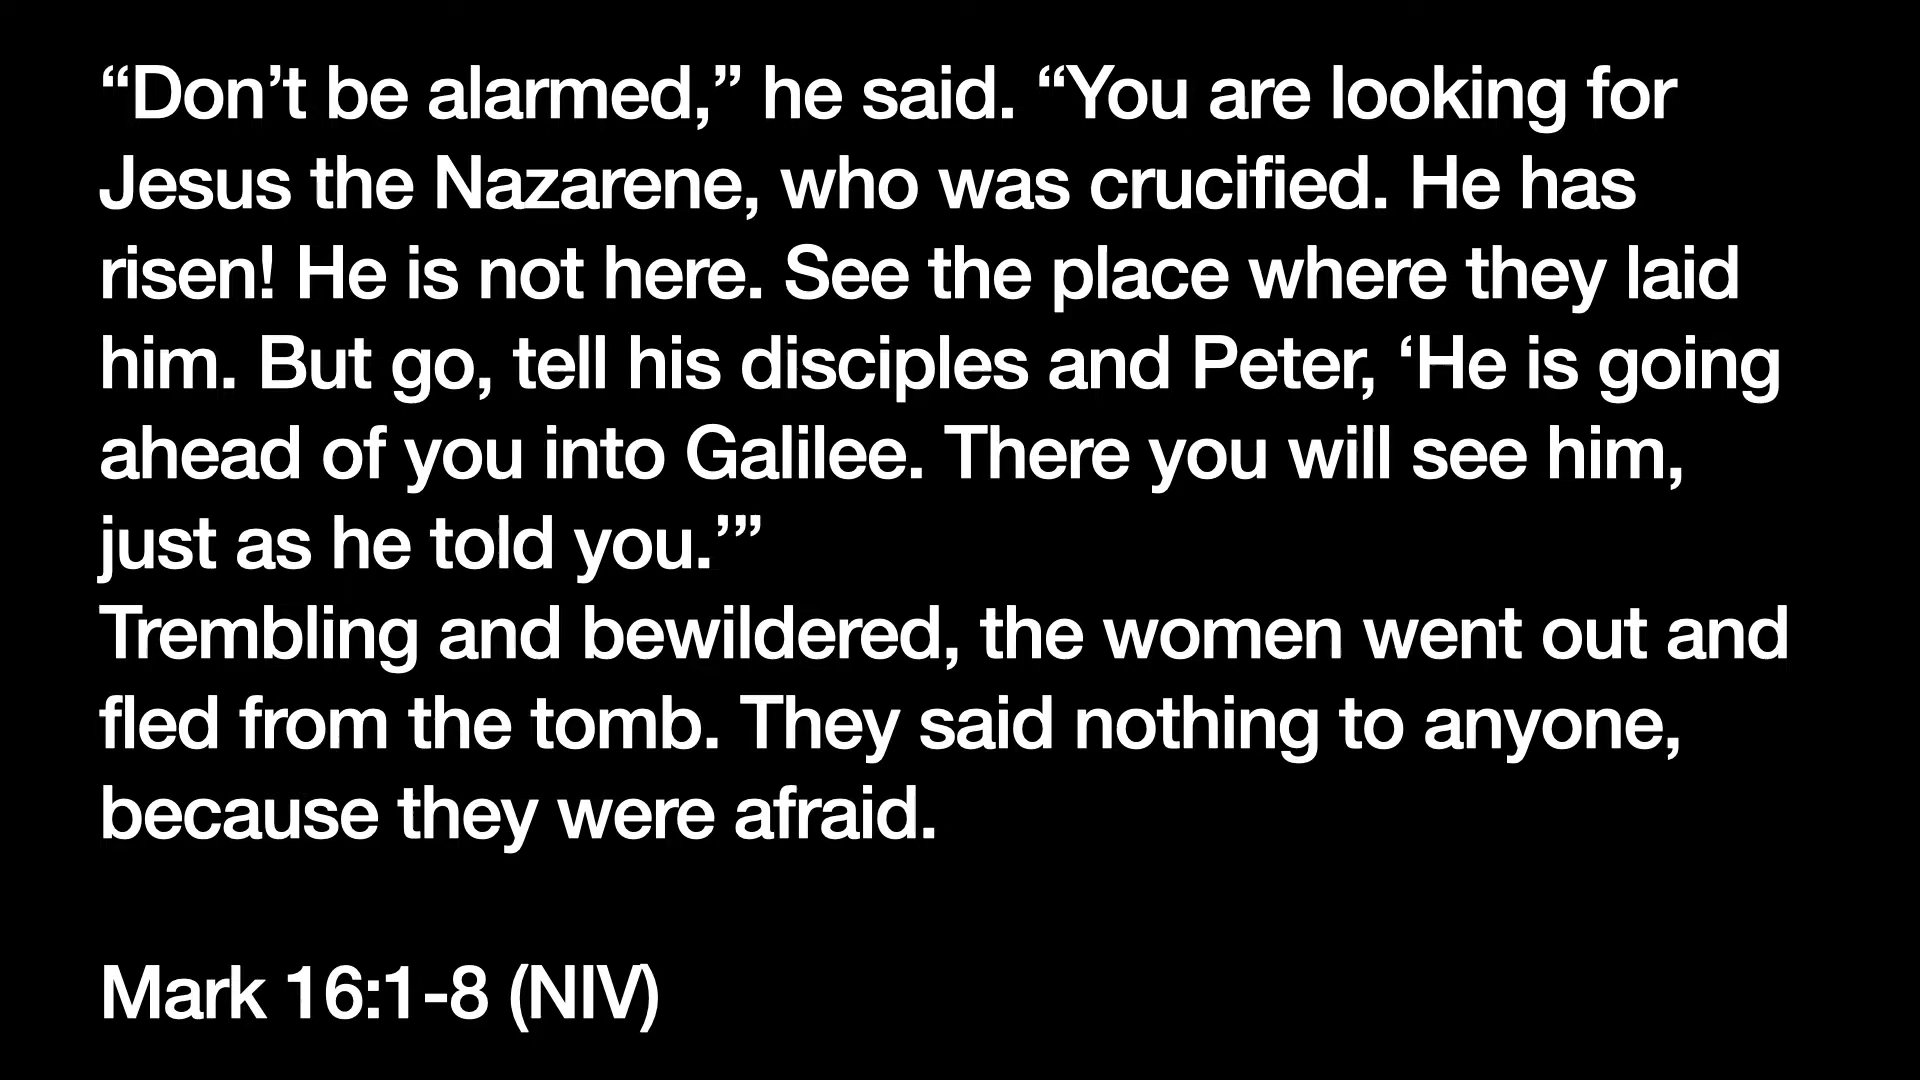 “Don’t be alarmed,” he said. “You are looking for
Jesus the Nazarene, who was crucified. He has
risen! He is not here. See the place where they laid
him. But go, tell his disciples and Peter, ‘He is going
ahead of you into Galilee. There you will see him,
just as he told you.’”
Trembling and bewildered, the women went out and
fled from the tomb. They said nothing to anyone,
because they were afraid.
Mark 16:1-8 (NIV)